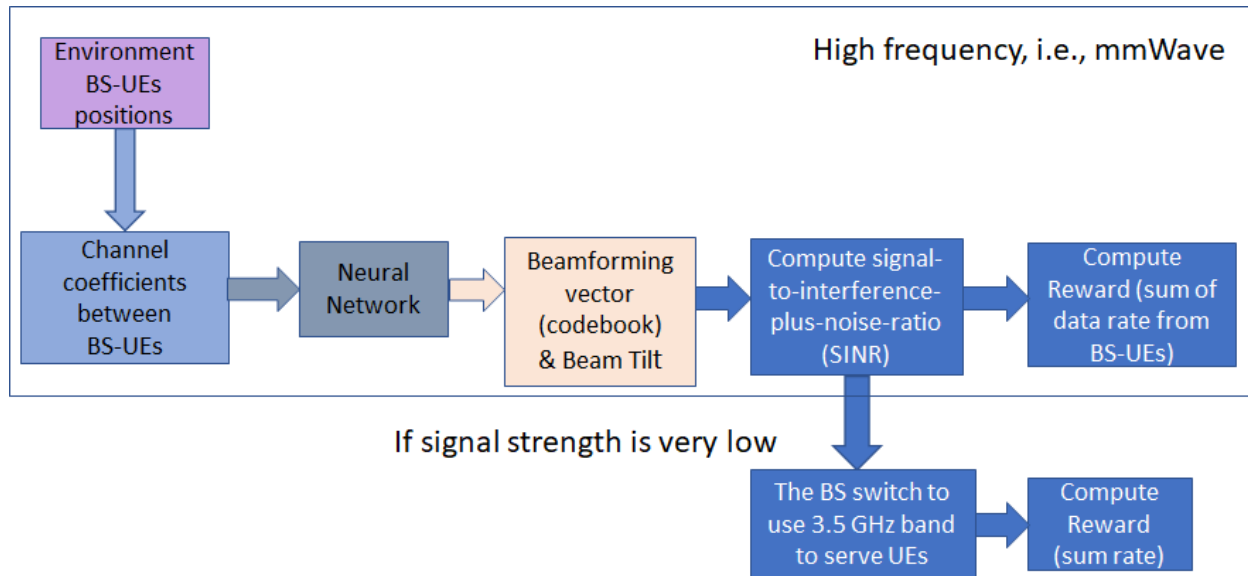 High frequency, i.e., mmWave
Environment
BS-UEs
positions
Channel
coefficients
between
BS-UEs
Neural
Network
Beamforming
vector
(codebook)
& Beam Tilt
Compute signal-
to-interference-
plus-noise-ratio
(SINR)
Compute
Reward (sum of
data rate from
BS-UEs)
If signal strength is very low
The BS switch to
use 3.5 GHz band
to serve UEs
Compute
Reward
(sum rate)